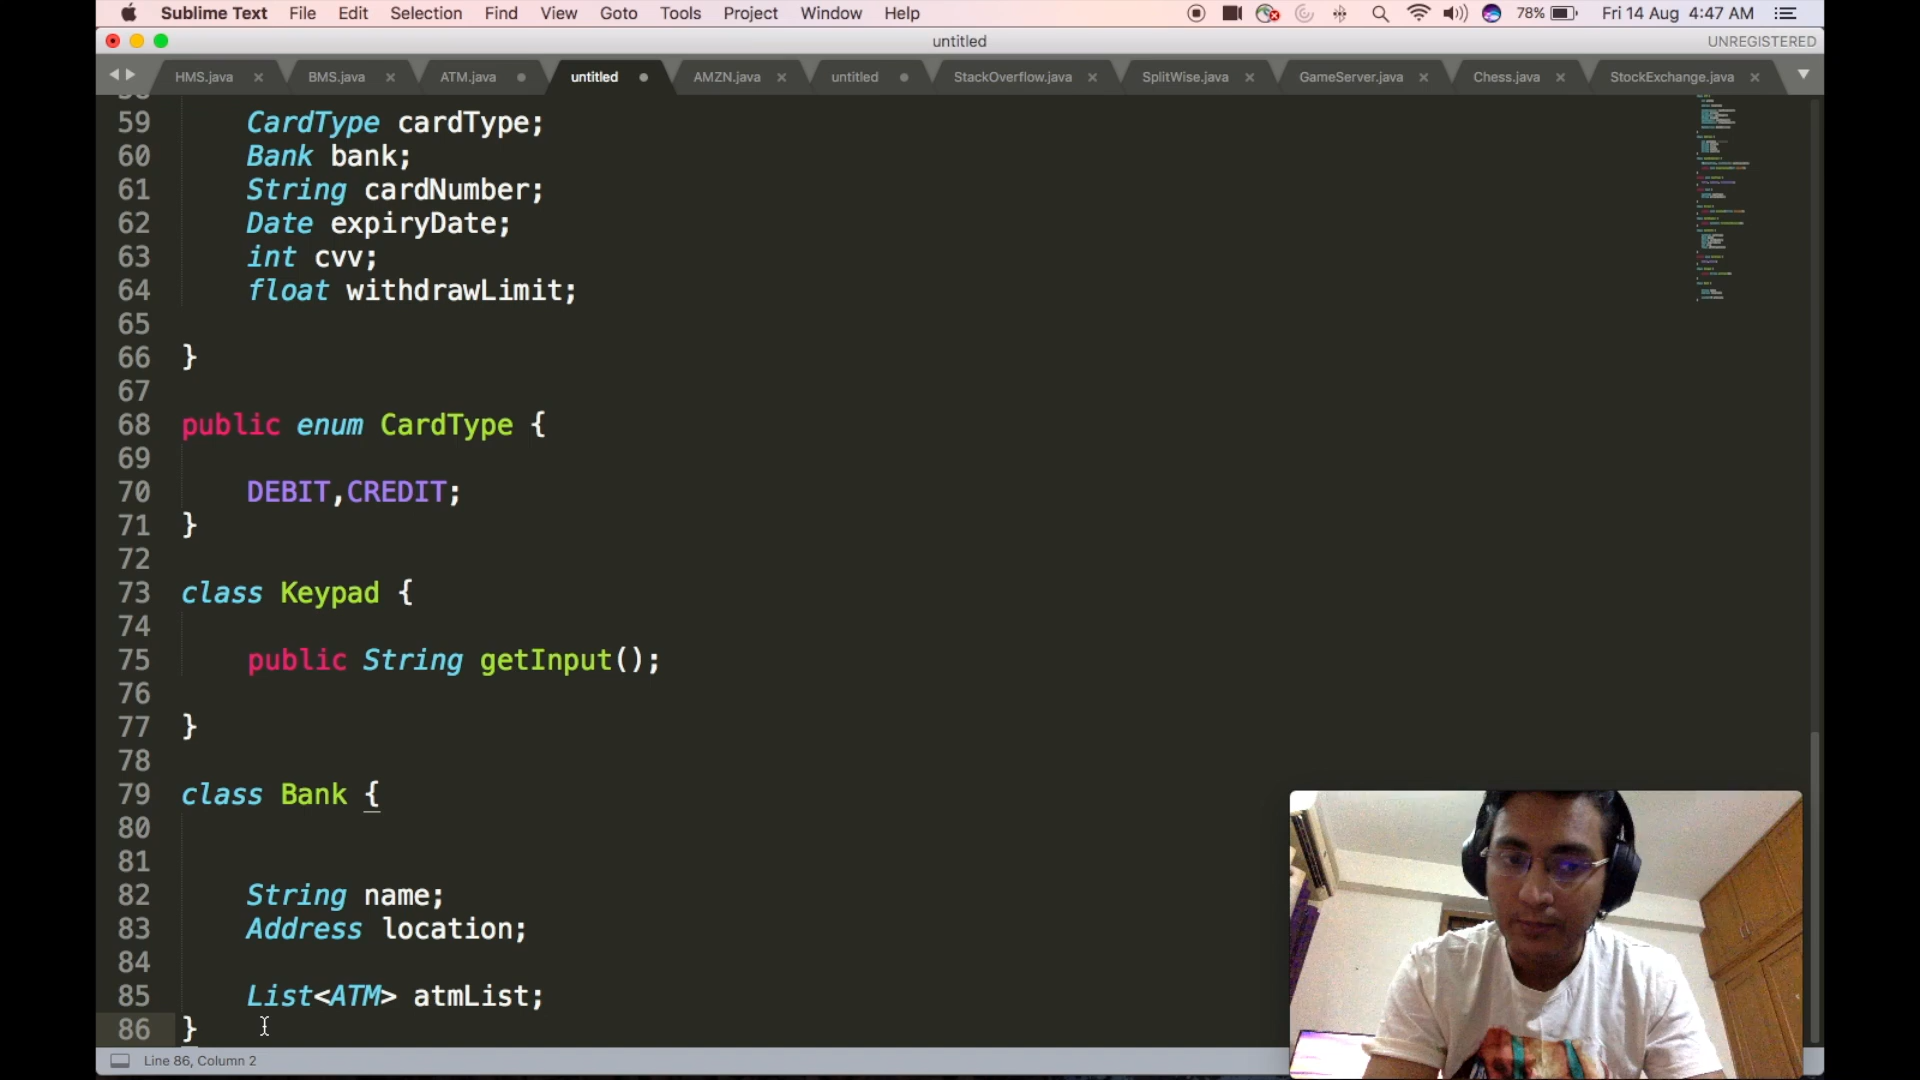 Sublime Text File Edit Selection Find View Goto Tools Project Window Help 78% Fri 14 Aug 4:47 AM
untitled UNREGISTERED
HMS.java BMS.java ATM.java untitled AMZN.java untitled StackOverflow.java SplitWise.java GameServer.java Chess.java StockExchange.java
59 CardType cardType;
60 Bank bank;
61 String cardNumber;
62 Date expiryDate;
63 int cvv;
64 float withdrawLimit;
65
66 }
67
68 public enum CardType {
69
70 DEBIT,CREDIT;
71 }
72
73 class Keypad {
74
75 public String getInput();
76
77 }
78
79 class Bank {
80
81
82 String name;
83 Address location;
84
85 List<ATM> atmList;
86 }
Line 86, Column 2